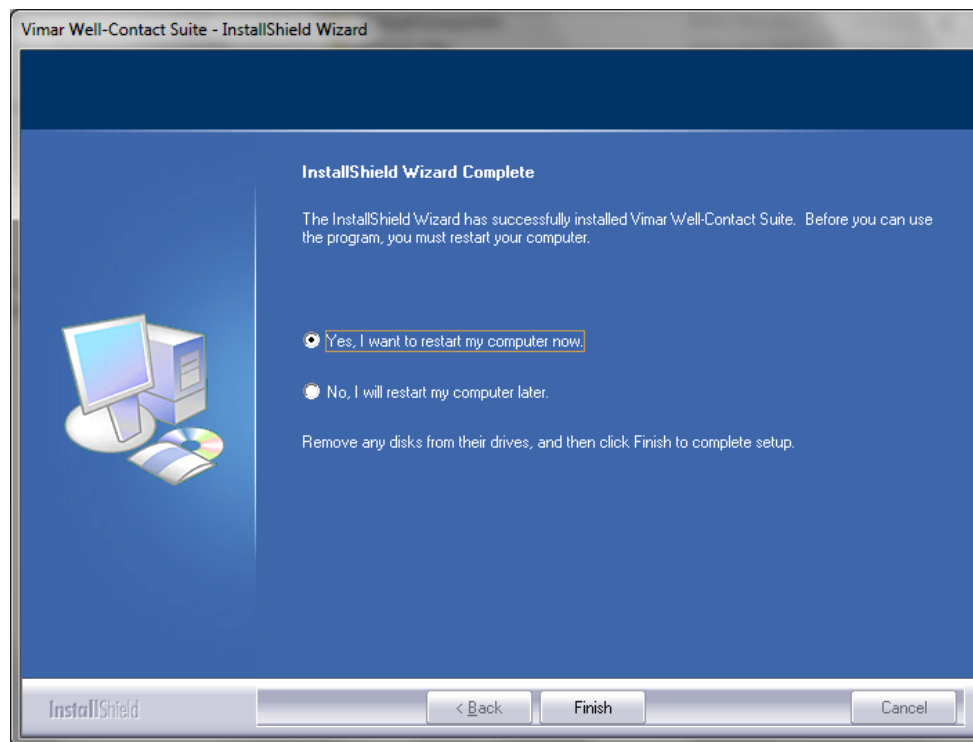 Vimar Well-Contact Suite - InstallShield Wizard
InstallShield Wizard Complete
The InstallShield Wizard has successfully installed Vimar Well-Contact Suite. Before you can use
the program, you must restart your computer.
Yes, I want to restart my computer now.
No, I will restart my computer later.
Remove any disks from their drives, and then click Finish to complete setup.
InstallShield
< Back Finish Cancel